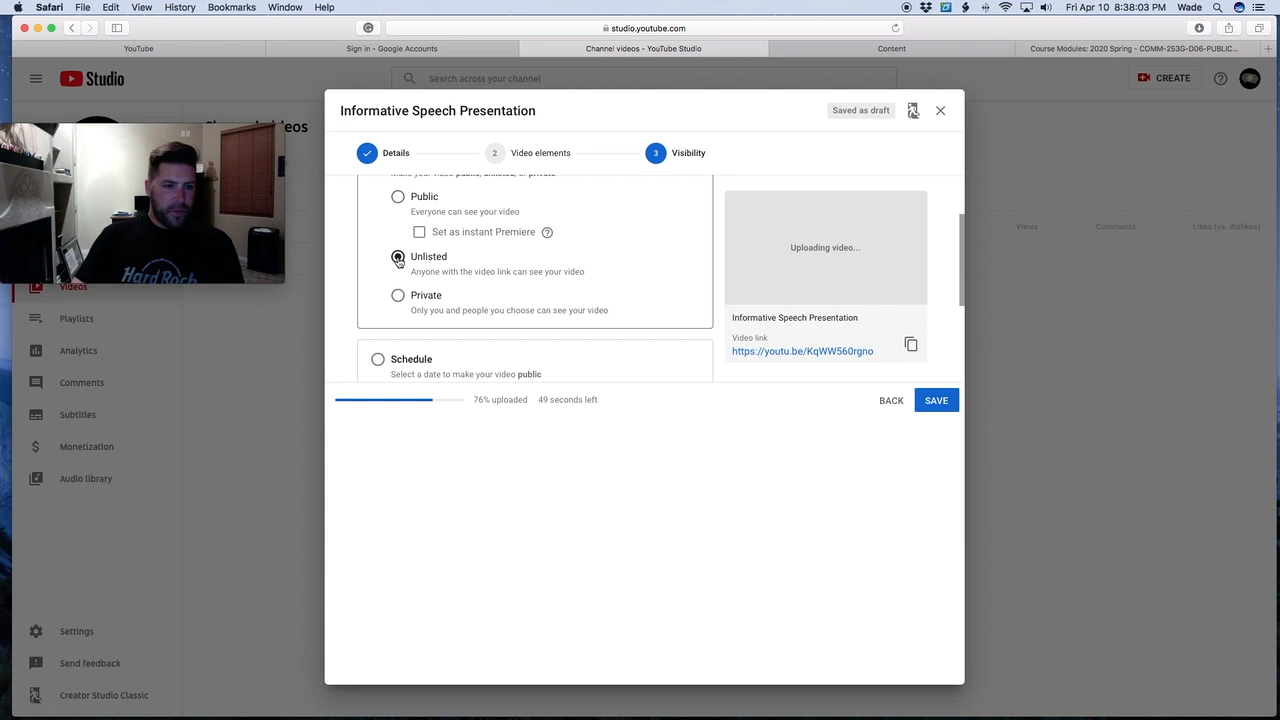 Safari File Edit View History Bookmarks Window Help
Fri Apr 10 8:38:03 PM Wade
studio.youtube.com
YouTube
Sign in - Google Accounts
Channel videos - YouTube Studio
Content
Course Modules: 2020 Spring - COMM-253G-D06-PUBLIC...
Studio
Search across your channel
CREATE
Informative Speech Presentation
Saved as draft
Details
2 Video elements
3 Visibility
Make your video public, unlisted, or private
Public
Everyone can see your video
Set as instant Premiere
Unlisted
Anyone with the video link can see your video
Private
Only you and people you choose can see your video
Schedule
Select a date to make your video public
Uploading video...
Informative Speech Presentation
Video link
https://youtu.be/KqWW560rgno
76% uploaded 49 seconds left
BACK
SAVE
Views
Comments
Likes (vs. dislikes)
Videos
Playlists
Analytics
Comments
Subtitles
Monetization
Audio library
Settings
Send feedback
Creator Studio Classic
Hard Rock